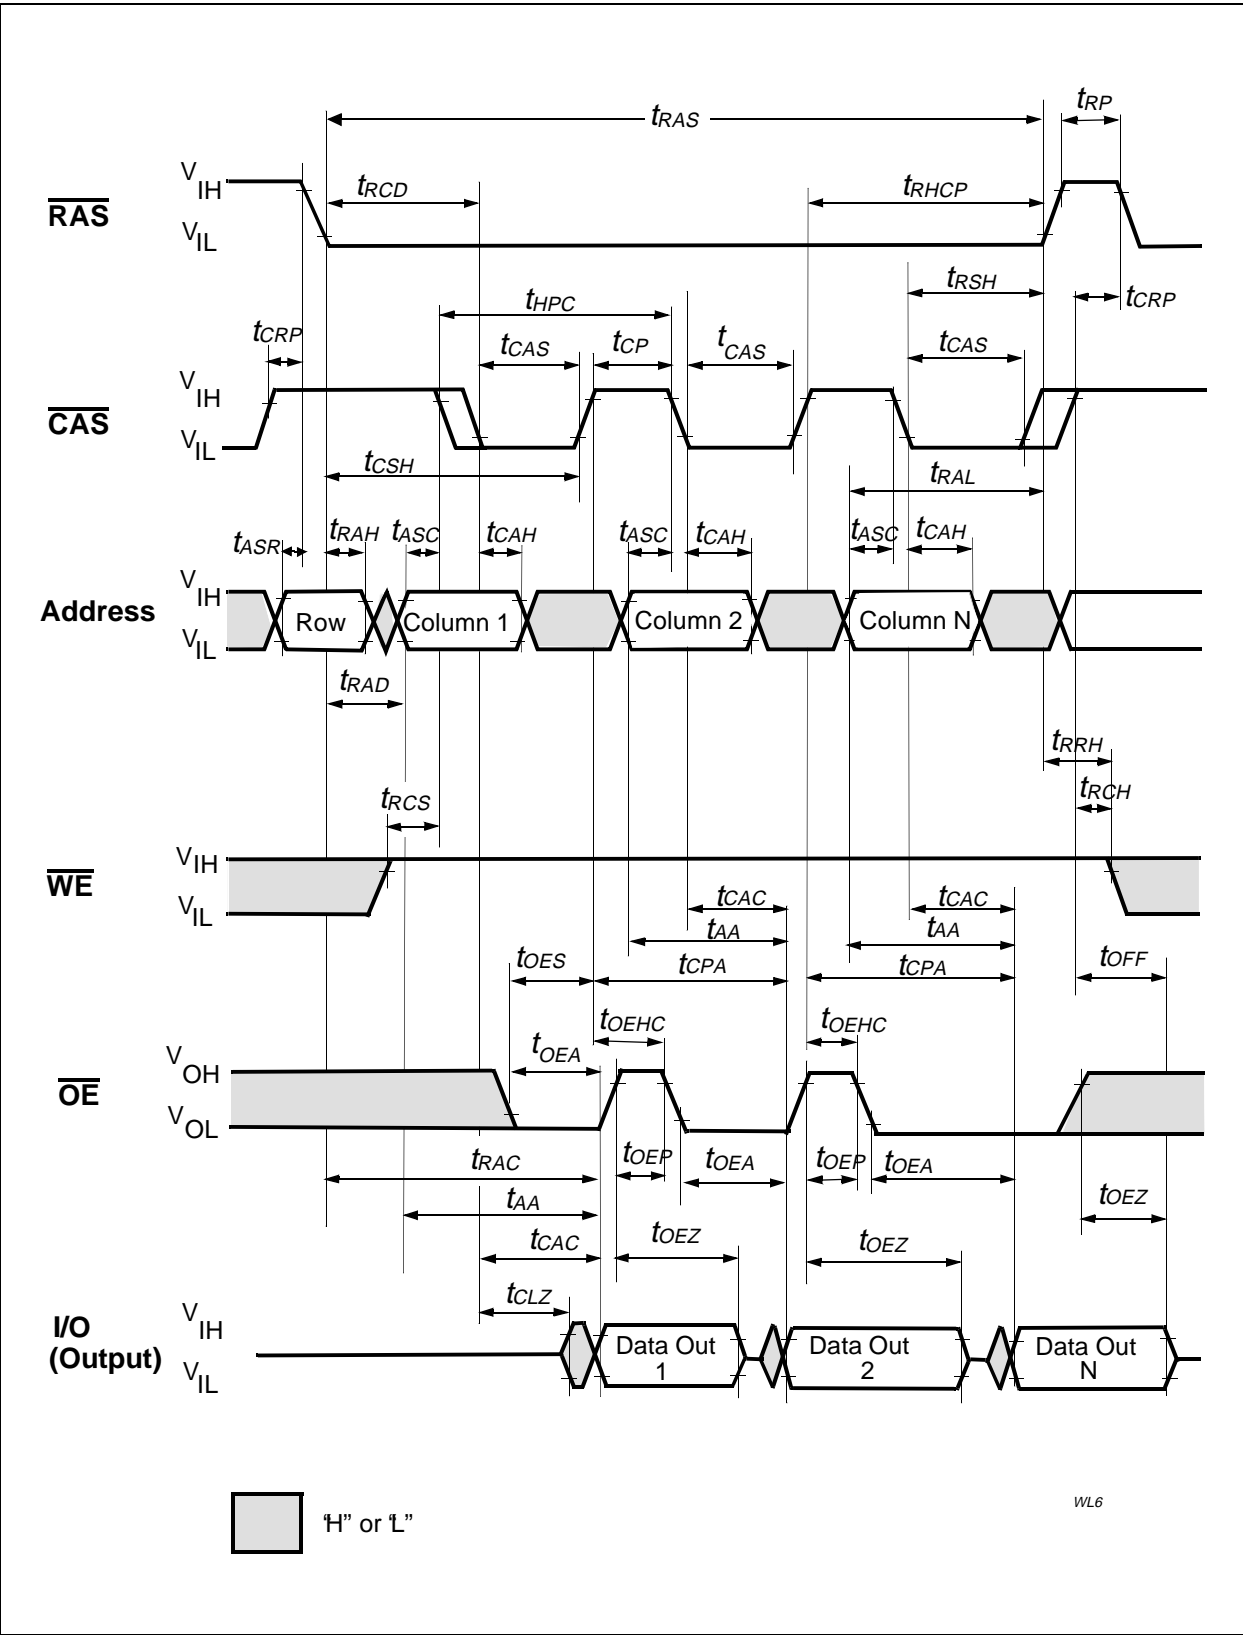 tRP
tRAS
VIH
tRCD
tRHCP
RAS
VIL
tRSH
tCRP
tHPC
tCRP
tCAS
tCP
tCAS
tCAS
VIH
CAS
VIL
tCSH
tRAL
tASR
tRAH
tASC
tCAH
tASC
tCAH
tASC
tCAH
VIH
Address
Row
Column 1
Column 2
Column N
VIL
tRAD
tRRH
tRCS
tRCH
VIH
WE
VIL
tCAC
tCAC
tAA
tAA
tOES
tCPA
tCPA
tOFF
tOEHC
tOEHC
tOEA
VOH
OE
VOL
tRAC
tOEP
tOEA
tOEP
tOEA
tAA
tOEZ
tCAC
tOEZ
tOEZ
tCLZ
VIH
I/O
(Output)
VIL
Data Out
1
Data Out
2
Data Out
N
“H” or “L”
WL6